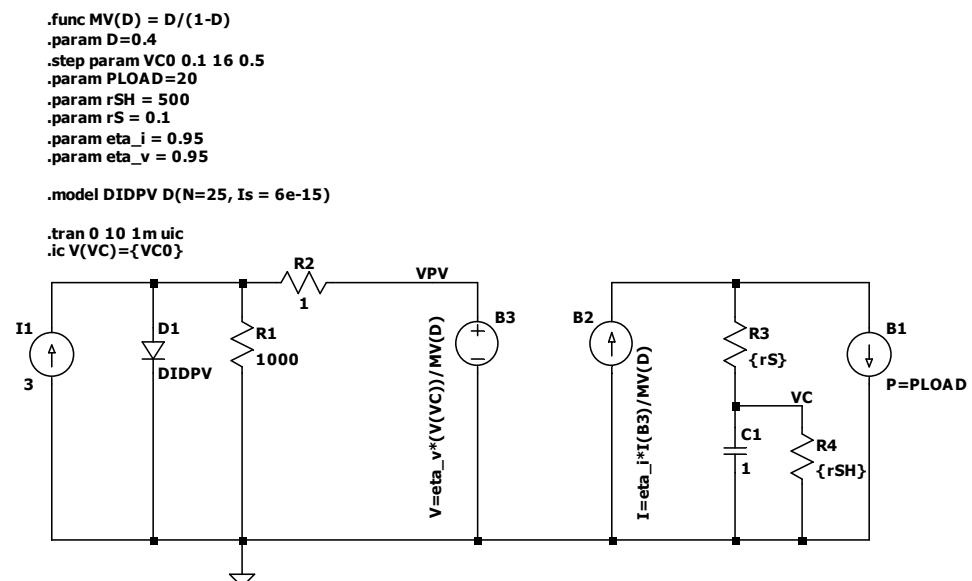 .func MV(D) = D/(1-D)
.param D=0.4
.step param VC0 0.1 16 0.5
.param PLOAD=20
.param rSH = 500
.param rS = 0.1
.param eta_i = 0.95
.param eta_v = 0.95
.model DIDPV D(N=25, Is = 6e-15)
.tran 0 10 1m uic
.ic V(VC)={VC0}
R2
1
VPV
I1
3
D1
DIDPV
R1
1000
B3
V=eta_v*(V(VC))/MV(D)
B2
I=eta_i*I(B3)/MV(D)
R3
{rS}
VC
C1
1
R4
{rSH}
B1
P=PLOAD